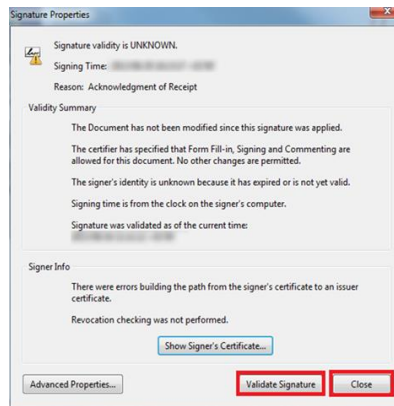 Signature Properties
Signature validity is UNKNOWN.
Signing Time:
Reason: Acknowledgment of Receipt
Validity Summary
The Document has not been modified since this signature was applied.
The certifier has specified that Form Fill-in, Signing and Commenting are
allowed for this document. No other changes are permitted.
The signer's identity is unknown because it has expired or is not yet valid.
Signing time is from the clock on the signer's computer.
Signature was validated as of the current time:
Signer Info
There were errors building the path from the signer's certificate to an issuer
certificate.
Revocation checking was not performed.
Show Signer's Certificate...
Advanced Properties...
Validate Signature
Close